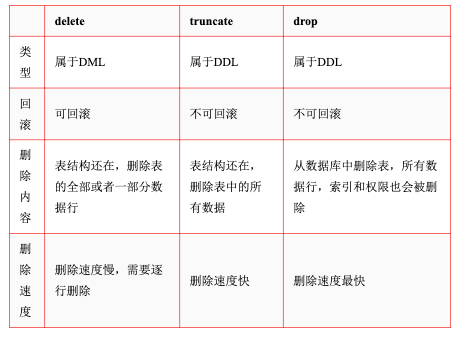 delete truncate drop
类型 属于DML 属于DDL 属于DDL
回滚 可回滚 不可回滚 不可回滚
删除内容 表结构还在，删除表的全部或者一部分数据行 表结构还在，删除表中的所有数据 从数据库中删除表，所有数据行，索引和权限也会被删除
删除速度 删除速度慢，需要逐行删除 删除速度快 删除速度最快